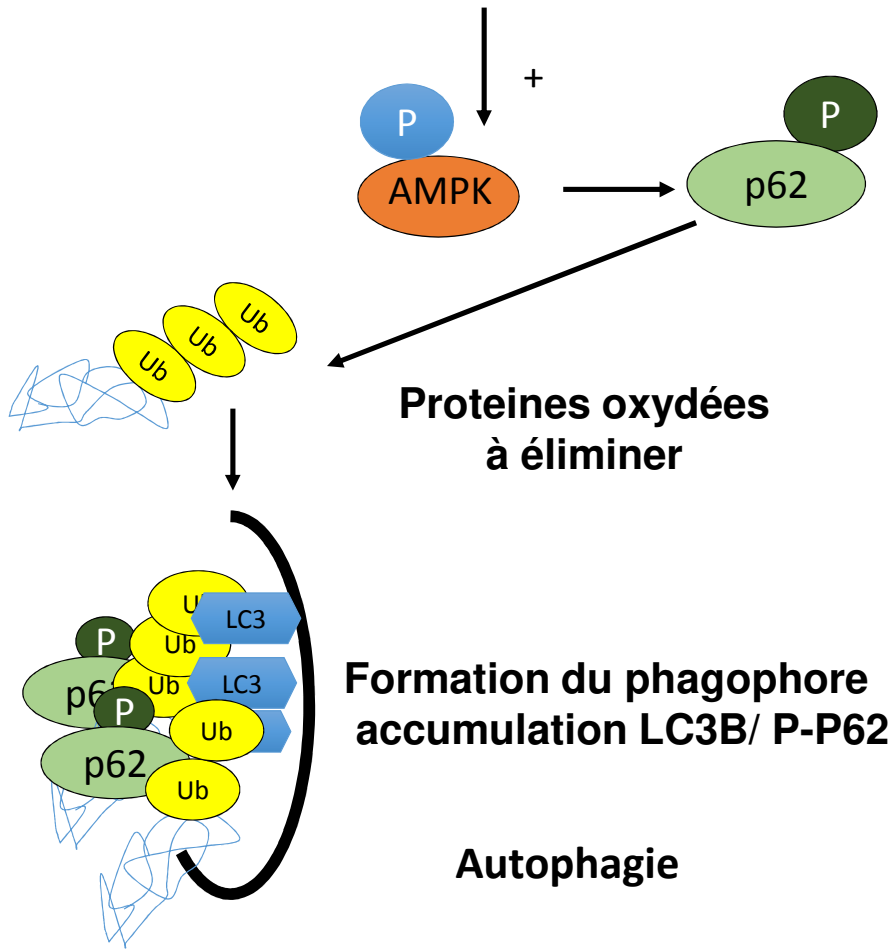 +
P
P
AMPK
p62
Ub
Ub
Ub
Proteines oxydées
à éliminer
Ub
LC3
P
Ub
p62
Ub
LC3
Formation du phagophore
P
accumulation LC3B/ P-P62
Ub
p62
Ub
Autophagie